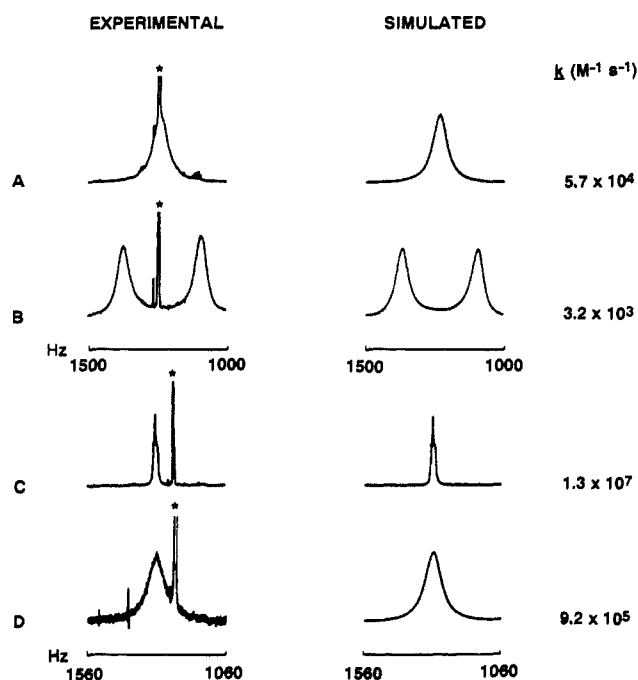 EXPERIMENTAL SIMULATED
k (M⁻¹ s⁻¹)
*
A 5.7 x 10⁴
*
B 3.2 x 10³
Hz
1500 1000 1500 1000
*
C 1.3 x 10⁷
*
D 9.2 x 10⁵
Hz
1560 1060 1560 1060